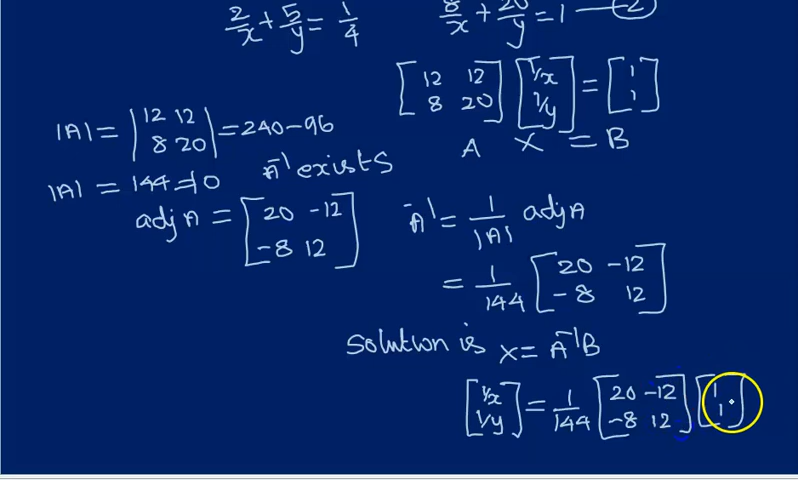 2/x + 5/y = 1/4 8/x + 20/y = 1 — ②
[12 12; 8 20] [1/x; 1/y] = [1; 1]
A X = B
|A| = |12 12; 8 20| = 240 - 96
|A| = 144 ≠ 0 A⁻¹ exists
adj A = [20 -12; -8 12] A⁻¹ = 1/|A| adj A
= 1/144 [20 -12; -8 12]
Solution is X = A⁻¹B
[1/x; 1/y] = 1/144 [20 -12; -8 12] [1; 1]